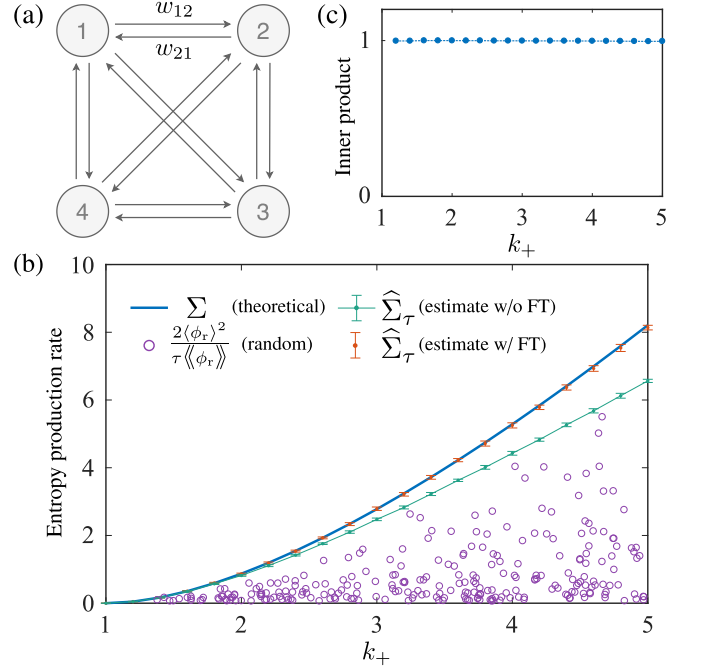 (a)
1
w₁₂
2
w₂₁
4
3
(c)
Inner product
1
0
1
2
3
4
5
k₊
(b)
Entropy production rate
10
8
6
4
2
0
Σ (theoretical)
Σ̂_τ (estimate w/o FT)
2⟨ϕᵣ⟩² / τ⟪ϕᵣ⟫ (random)
Σ̂_τ (estimate w/ FT)
1
2
3
4
5
k₊